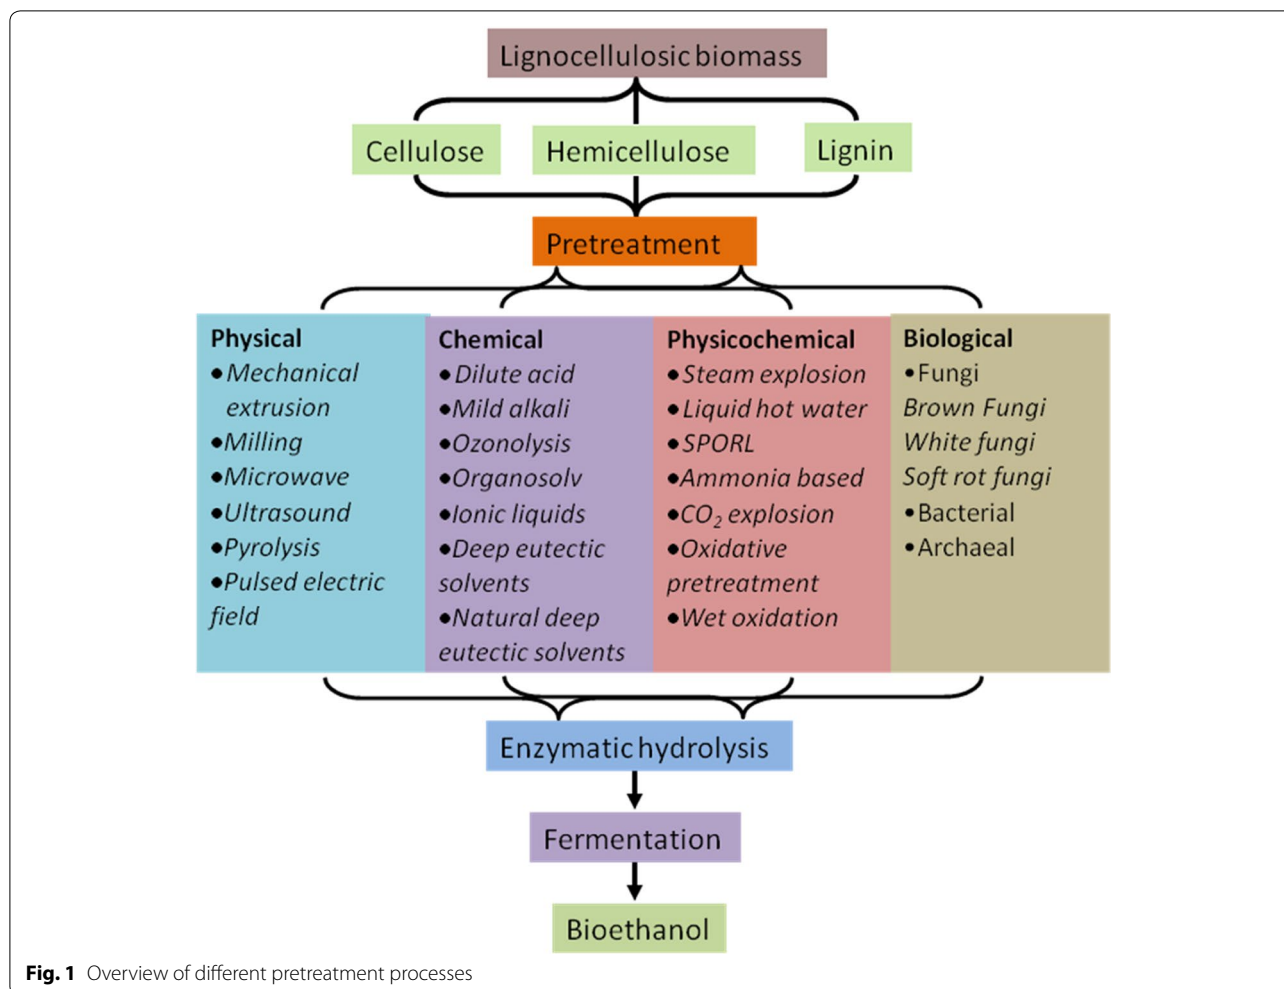 Lignocellulosic biomass
Cellulose
Hemicellulose
Lignin
Pretreatment
Physical
•Mechanical
extrusion
•Milling
•Microwave
•Ultrasound
•Pyrolysis
•Pulsed electric
field
Chemical
•Dilute acid
•Mild alkali
•Ozonolysis
•Organosolv
•Ionic liquids
•Deep eutectic
solvents
•Natural deep
eutectic solvents
Physicochemical
•Steam explosion
•Liquid hot water
•SPORL
•Ammonia based
•CO₂ explosion
•Oxidative
pretreatment
•Wet oxidation
Biological
•Fungi
Brown Fungi
White fungi
Soft rot fungi
•Bacterial
•Archaeal
Enzymatic hydrolysis
Fermentation
Bioethanol
Fig. 1 Overview of different pretreatment processes